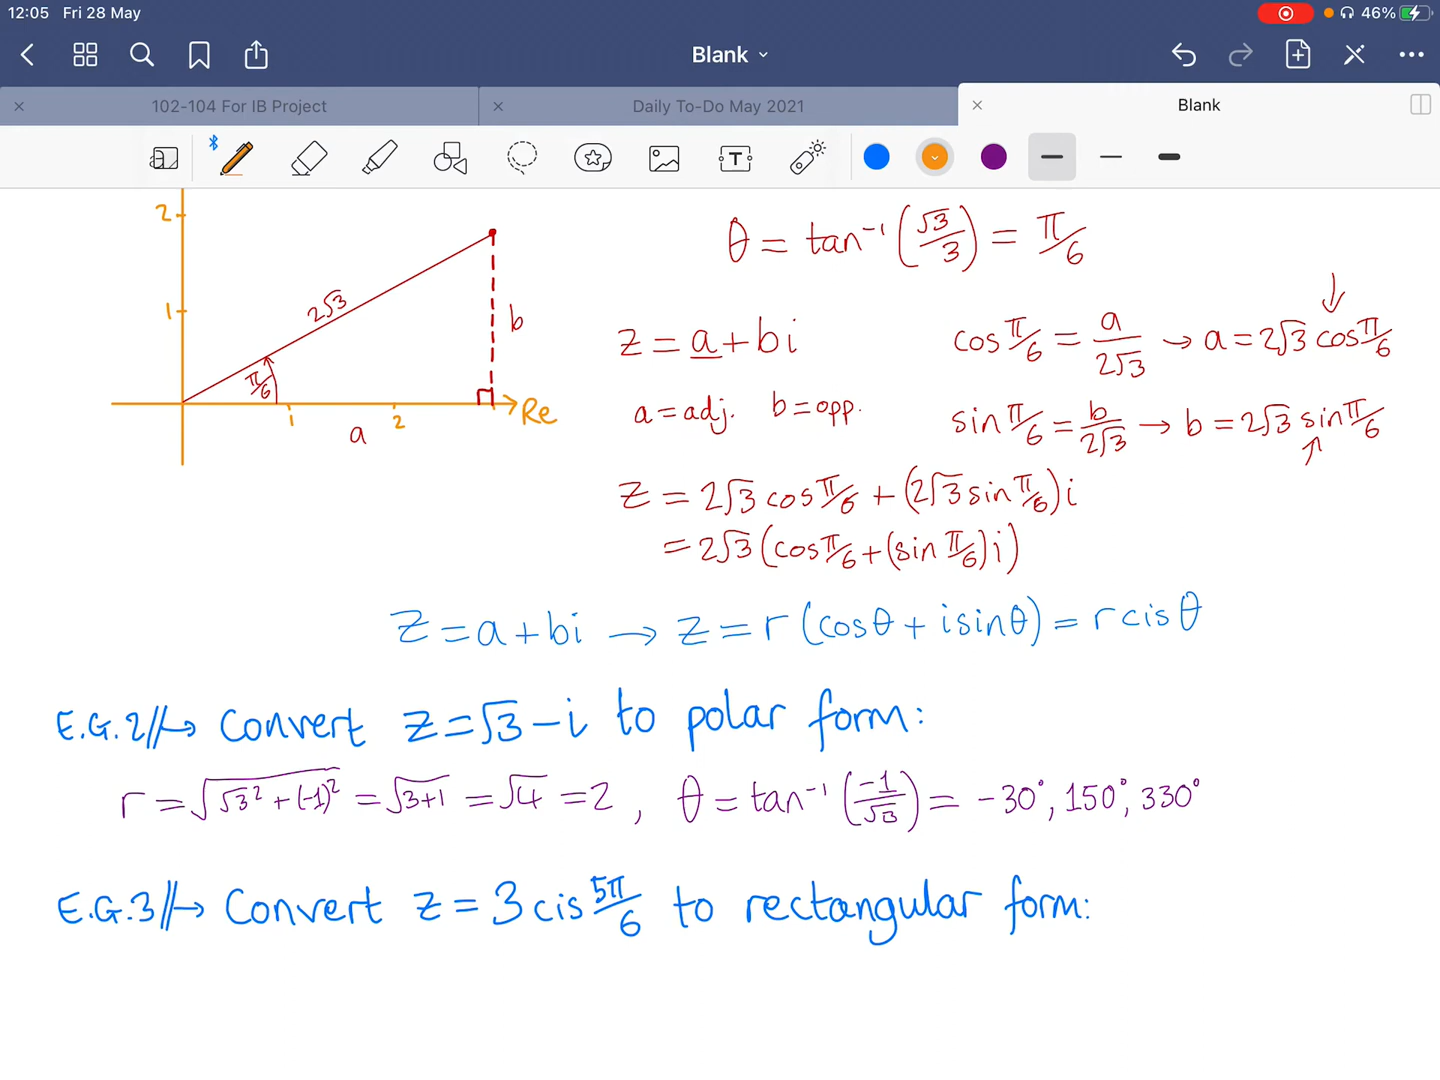 12:05 Fri 28 May
46%
Blank
102-104 For IB Project
Daily To-Do May 2021
Blank
2
1
2√3
π/6
b
1
a
2
Re
θ = tan⁻¹(√3/3) = π/6
z = a + bi
cos π/6 = a/2√3 → a = 2√3 cos π/6
a = adj. b = opp.
sin π/6 = b/2√3 → b = 2√3 sin π/6
z = 2√3 cos π/6 + (2√3 sin π/6)i
= 2√3(cos π/6 + (sin π/6)i)
z = a + bi → z = r(cosθ + isinθ) = r cisθ
E.G.2//→ Convert z = √3 - i to polar form:
r = √(√3² + (-1)²) = √(3+1) = √4 = 2, θ = tan⁻¹(-1/√3) = -30°, 150°, 330°
E.G.3//→ Convert z = 3 cis 5π/6 to rectangular form: